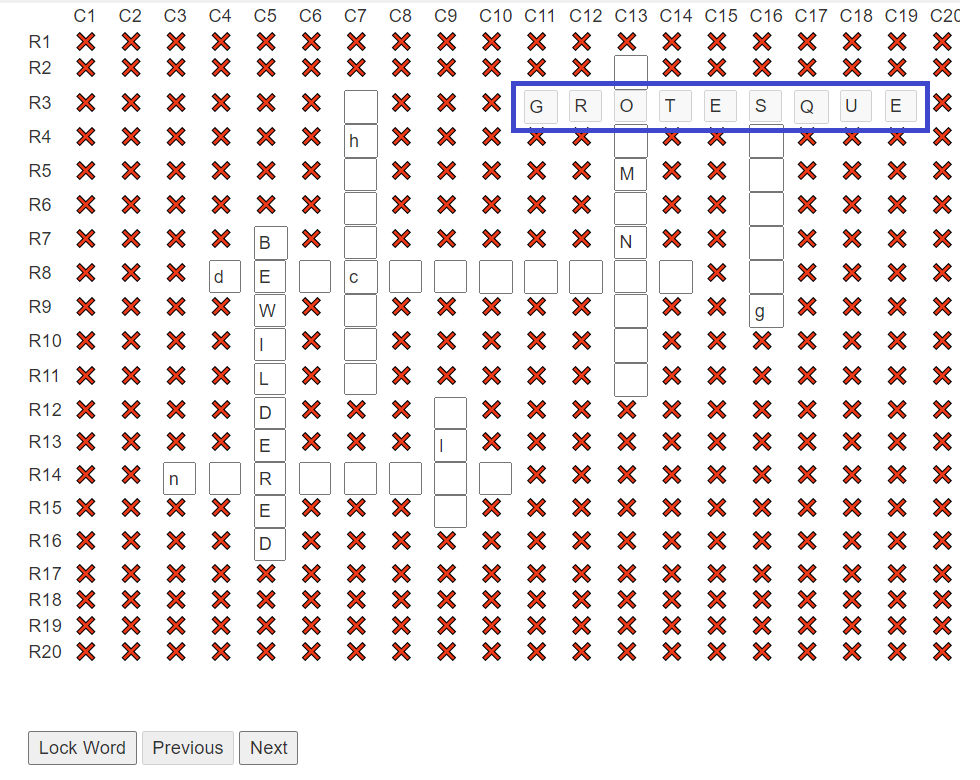 C1 C2 C3 C4 C5 C6 C7 C8 C9 C10 C11 C12 C13 C14 C15 C16 C17 C18 C19 C20
R1
R2
R3 G R O T E S Q U E
R4 h
R5 M
R6
R7 B N
R8 d E c
R9 W g
R10 I
R11 L
R12 D
R13 E l
R14 n R
R15 E
R16 D
R17
R18
R19
R20
Lock Word Previous Next